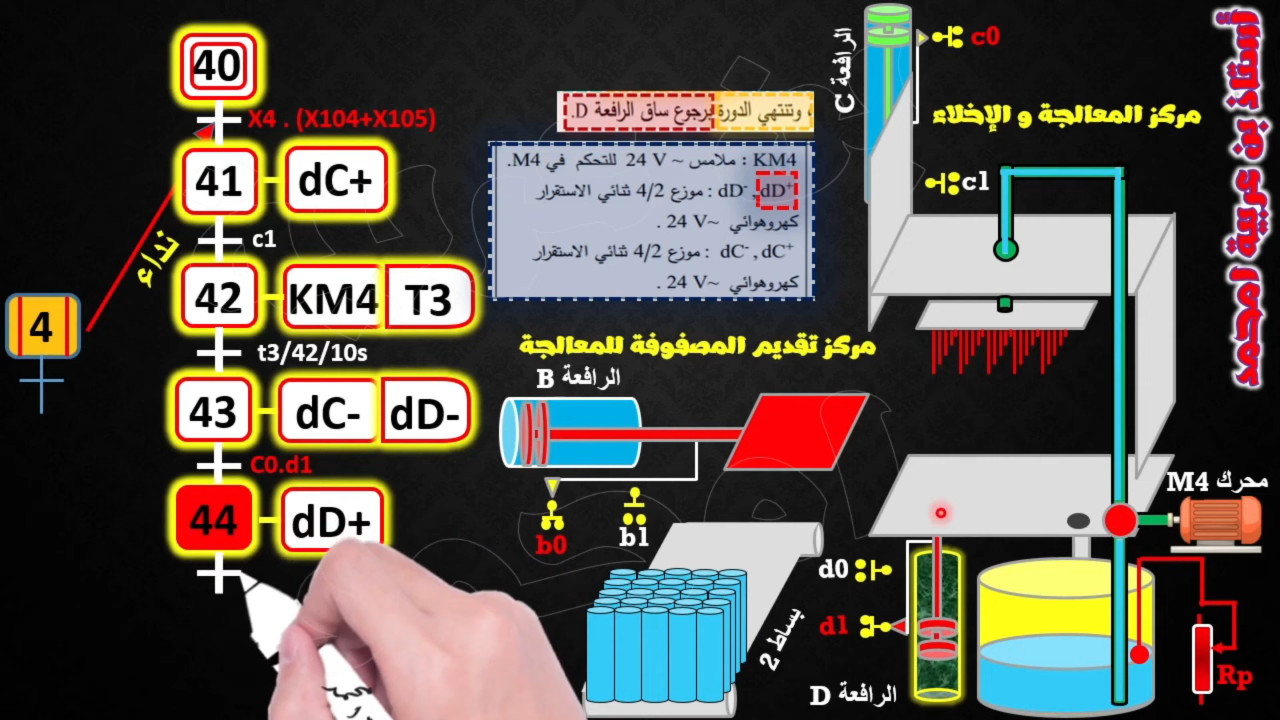 40
X4 . (X104+X105)
41
dC+
نداء
c1
4
42
KM4
T3
t3/42/10s
43
dC-
dD-
C0.d1
44
dD+
، وتنتهي الدورة برجوع ساق الرافعة D.
KM4 : ملامس ~ 24 V للتحكم في M4.
dD⁺ , dD⁻ : موزع 4/2 ثنائي الاستقرار
كهروهوائي ~24 V .
dC⁺ , dC⁻ : موزع 4/2 ثنائي الاستقرار
كهروهوائي ~24 V .
مركز تقديم المصفوفة للمعالجة
الرافعة B
b0
b1
بساط 2
الرافعة C
c0
مركز المعالجة و الإخلاء
c1
محرك M4
d0
d1
الرافعة D
Rp
أستاذ بن عريبة امحمد